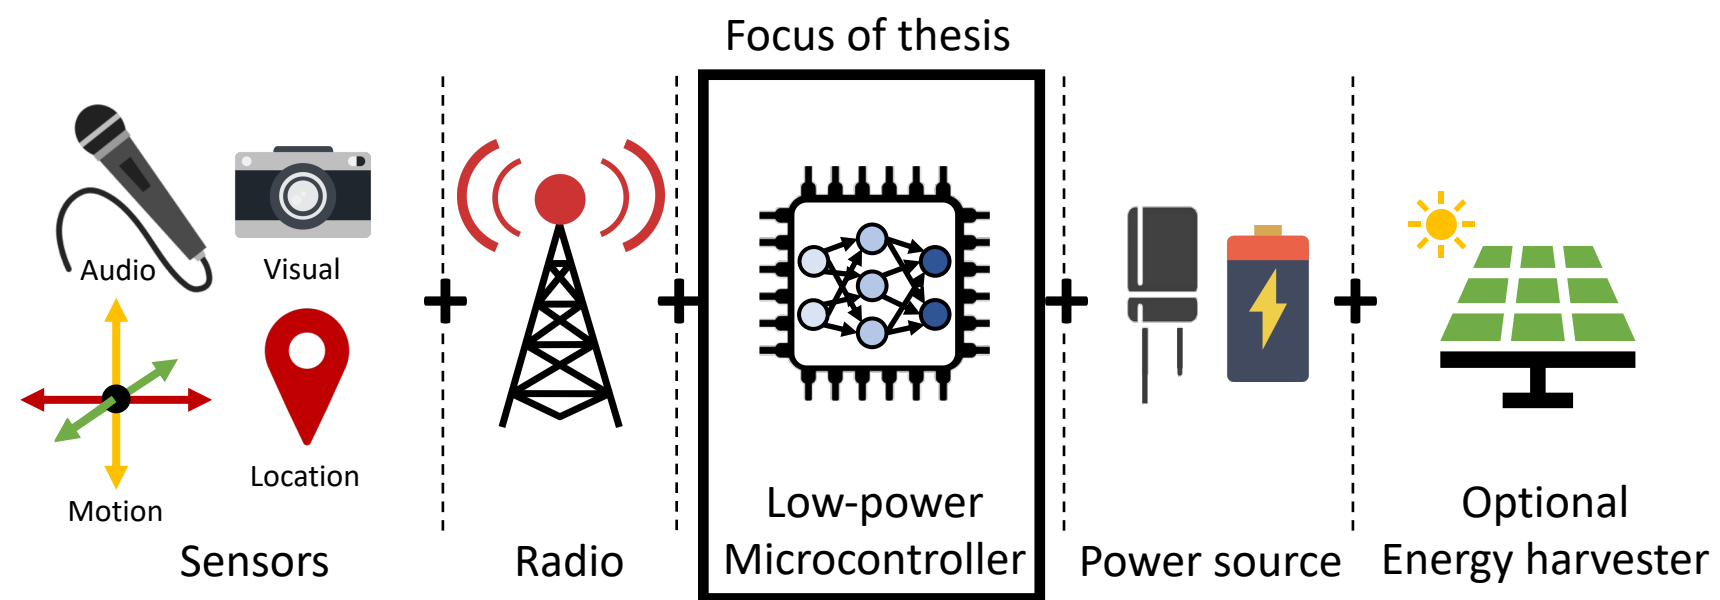 Focus of thesis
Audio
Visual
Motion
Location
Sensors
Radio
Low-power
Microcontroller
Power source
Optional
Energy harvester